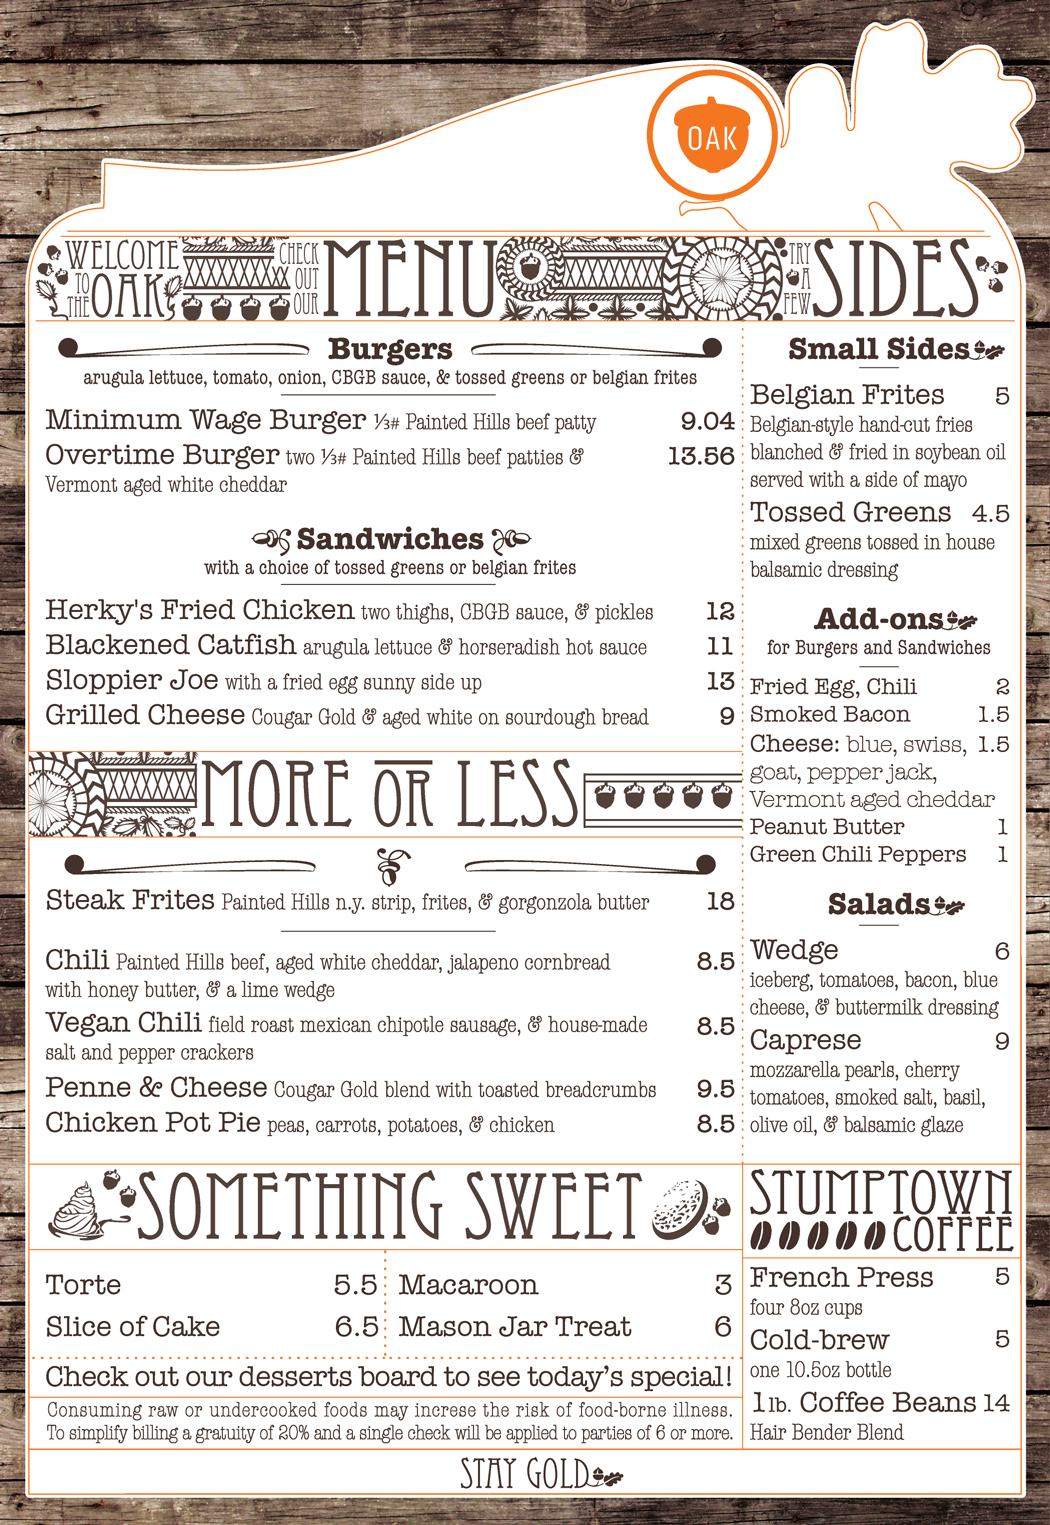 OAK
WELCOME TO THE OAK
CHECK OUT OUR MENU
TRY A FEW SIDES
Burgers
arugula lettuce, tomato, onion, CBGB sauce, & tossed greens or belgian frites
Minimum Wage Burger ⅓# Painted Hills beef patty 9.04
Overtime Burger two ⅓# Painted Hills beef patties & 13.56
Vermont aged white cheddar
Sandwiches
with a choice of tossed greens or belgian frites
Herky's Fried Chicken two thighs, CBGB sauce, & pickles 12
Blackened Catfish arugula lettuce & horseradish hot sauce 11
Sloppier Joe with a fried egg sunny side up 13
Grilled Cheese Cougar Gold & aged white on sourdough bread 9
MORE OR LESS
Steak Frites Painted Hills n.y. strip, frites, & gorgonzola butter 18
Chili Painted Hills beef, aged white cheddar, jalapeno cornbread 8.5
with honey butter, & a lime wedge
Vegan Chili field roast mexican chipotle sausage, & house-made 8.5
salt and pepper crackers
Penne & Cheese Cougar Gold blend with toasted breadcrumbs 9.5
Chicken Pot Pie peas, carrots, potatoes, & chicken 8.5
Small Sides
Belgian Frites 5
Belgian-style hand-cut fries
blanched & fried in soybean oil
served with a side of mayo
Tossed Greens 4.5
mixed greens tossed in house
balsamic dressing
Add-ons
for Burgers and Sandwiches
Fried Egg, Chili 2
Smoked Bacon 1.5
Cheese: blue, swiss, 1.5
goat, pepper jack,
Vermont aged cheddar
Peanut Butter 1
Green Chili Peppers 1
Salads
Wedge 6
iceberg, tomatoes, bacon, blue
cheese, & buttermilk dressing
Caprese 9
mozzarella pearls, cherry
tomatoes, smoked salt, basil,
olive oil, & balsamic glaze
SOMETHING SWEET
Torte 5.5
Slice of Cake 6.5
Macaroon 3
Mason Jar Treat 6
Check out our desserts board to see today’s special!
Consuming raw or undercooked foods may increse the risk of food-borne illness.
To simplify billing a gratuity of 20% and a single check will be applied to parties of 6 or more.
STUMPTOWN
COFFEE
French Press 5
four 8oz cups
Cold-brew 5
one 10.5oz bottle
1 lb. Coffee Beans 14
Hair Bender Blend
STAY GOLD